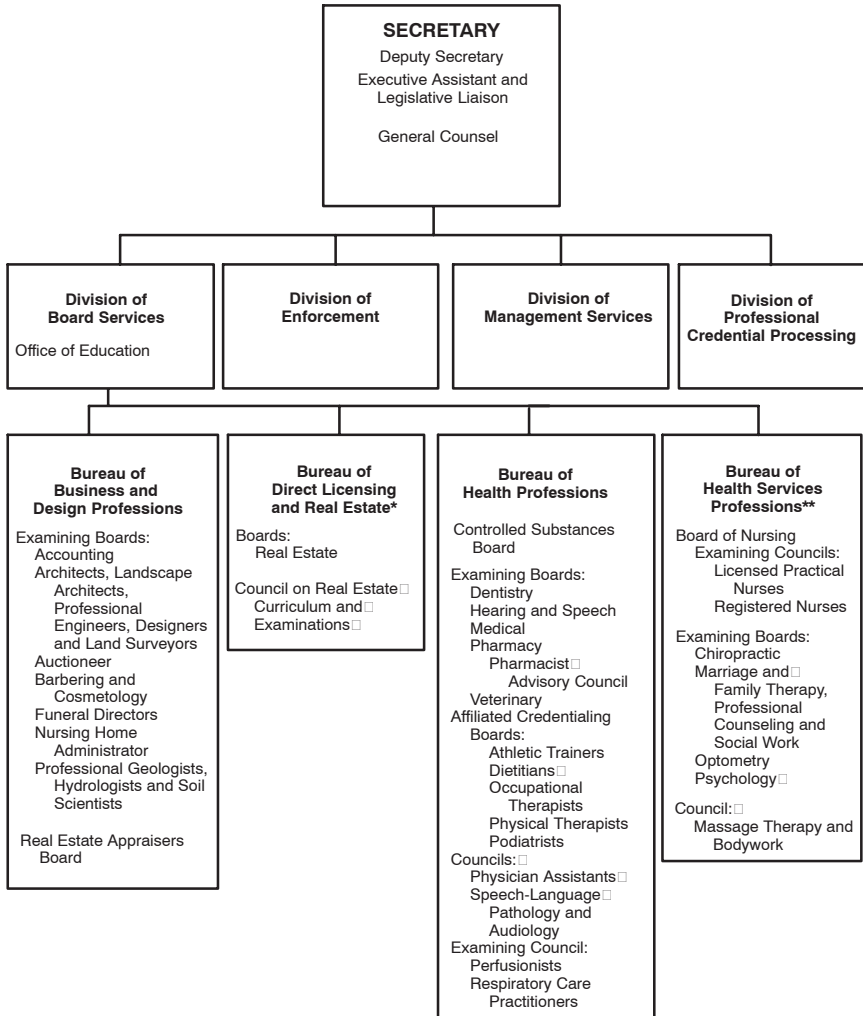 SECRETARY
Deputy Secretary
Executive Assistant and
Legislative Liaison
General Counsel
Division of
Board Services
Office of Education
Division of
Enforcement
Division of
Management Services
Division of
Professional
Credential Processing
Bureau of
Business and
Design Professions
Examining Boards:
Accounting
Architects, Landscape
Architects,
Professional
Engineers, Designers
and Land Surveyors
Auctioneer
Barbering and
Cosmetology
Funeral Directors
Nursing Home
Administrator
Professional Geologists,
Hydrologists and Soil
Scientists
Real Estate Appraisers
Board
Bureau of
Direct Licensing
and Real Estate*
Boards:
Real Estate
Council on Real Estate□
Curriculum and□
Examinations□
Bureau of
Health Professions
Controlled Substances
Board
Examining Boards:
Dentistry
Hearing and Speech
Medical
Pharmacy
Pharmacist□
Advisory Council
Veterinary
Affiliated Credentialing
Boards:
Athletic Trainers
Dietitians□
Occupational
Therapists
Physical Therapists
Podiatrists
Councils:□
Physician Assistants□
Speech-Language□
Pathology and
Audiology
Examining Council:
Perfusionists
Respiratory Care
Practitioners
Bureau of
Health Services
Professions**
Board of Nursing
Examining Councils:
Licensed Practical
Nurses
Registered Nurses
Examining Boards:
Chiropractic
Marriage and□
Family Therapy,
Professional
Counseling and
Social Work
Optometry
Psychology□
Council:□
Massage Therapy and
Bodywork